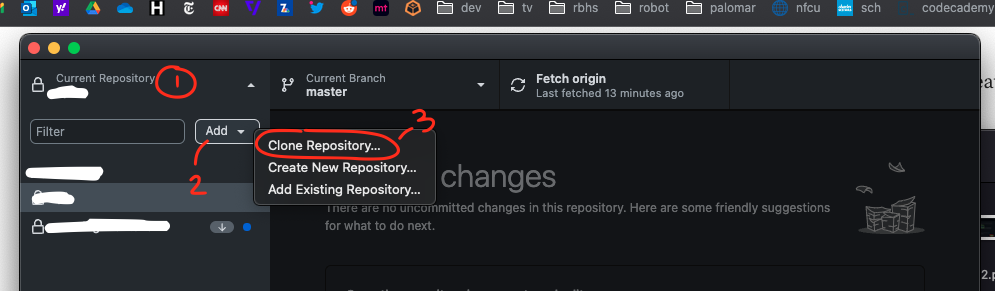 dev
tv
rbhs
robot
palomar
nfcu
sch
codecademy
Current Repository
1
Current Branch
master
Fetch origin
Last fetched 13 minutes ago
Filter
Add
2
3
Clone Repository...
Create New Repository...
Add Existing Repository...
changes
There are no uncommitted changes in this repository. Here are some friendly suggestions
for what to do next.